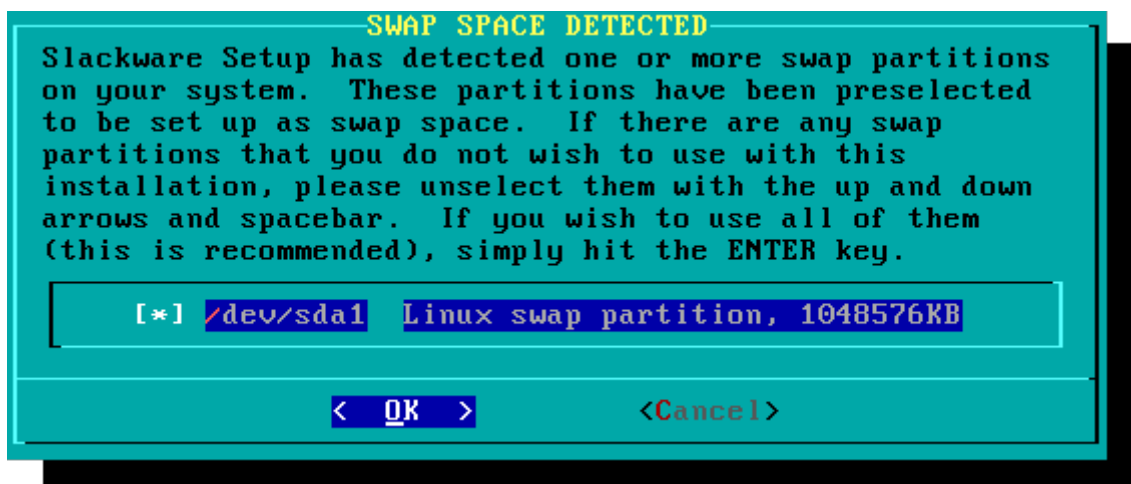 SWAP SPACE DETECTED
Slackware Setup has detected one or more swap partitions
on your system.  These partitions have been preselected
to be set up as swap space.  If there are any swap
partitions that you do not wish to use with this
installation, please unselect them with the up and down
arrows and spacebar.  If you wish to use all of them
(this is recommended), simply hit the ENTER key.
[*] /dev/sda1  Linux swap partition, 1048576KB
<  OK  > <Cancel>